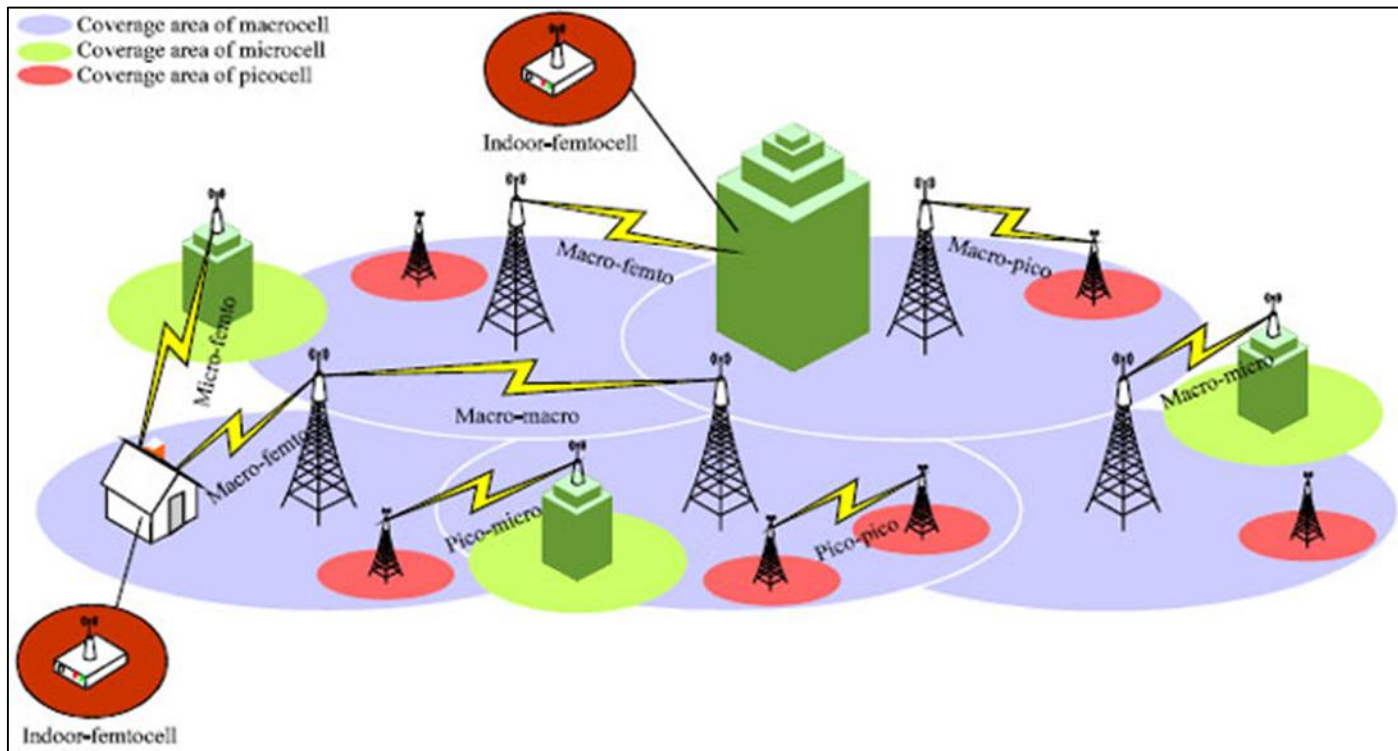 Coverage area of macrocell
Coverage area of microcell
Coverage area of picocell
Indoor-femtocell
Macro-femto
Macro-pico
Micro-femto
Macro-micro
Macro-macro
Macro-femto
Pico-micro
Pico-pico
Indoor-femtocell